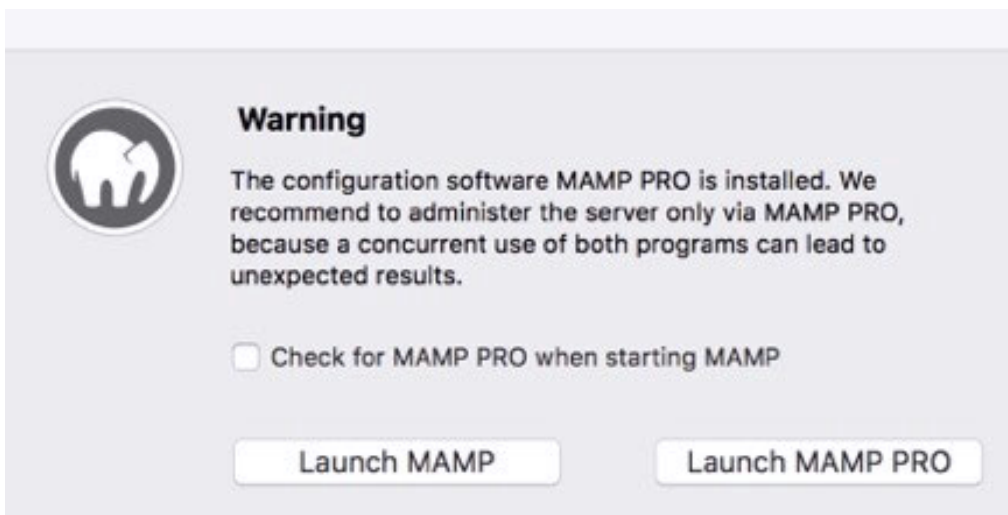 Warning
The configuration software MAMP PRO is installed. We
recommend to administer the server only via MAMP PRO,
because a concurrent use of both programs can lead to
unexpected results.
Check for MAMP PRO when starting MAMP
Launch MAMP
Launch MAMP PRO